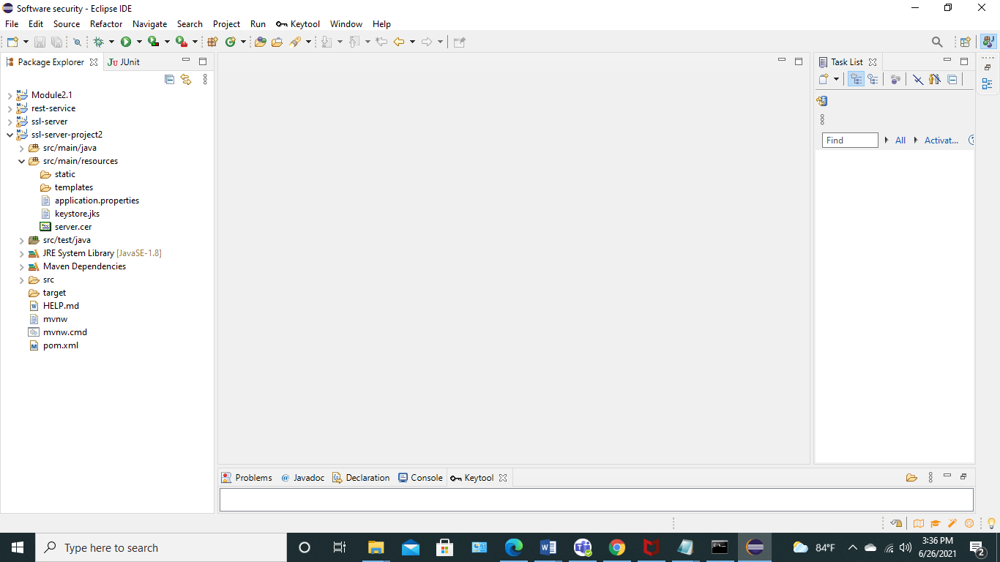 Software security - Eclipse IDE
File Edit Source Refactor Navigate Search Project Run Keytool Window Help
Package Explorer JUnit
Task List
Module2.1
rest-service
ssl-server
ssl-server-project2
src/main/java
src/main/resources
static
templates
application.properties
keystore.jks
server.cer
src/test/java
JRE System Library [JavaSE-1.8]
Maven Dependencies
src
target
HELP.md
mvnw
mvnw.cmd
pom.xml
Find All Activat...
Problems Javadoc Declaration Console Keytool
Type here to search
84°F
3:36 PM
6/26/2021
2